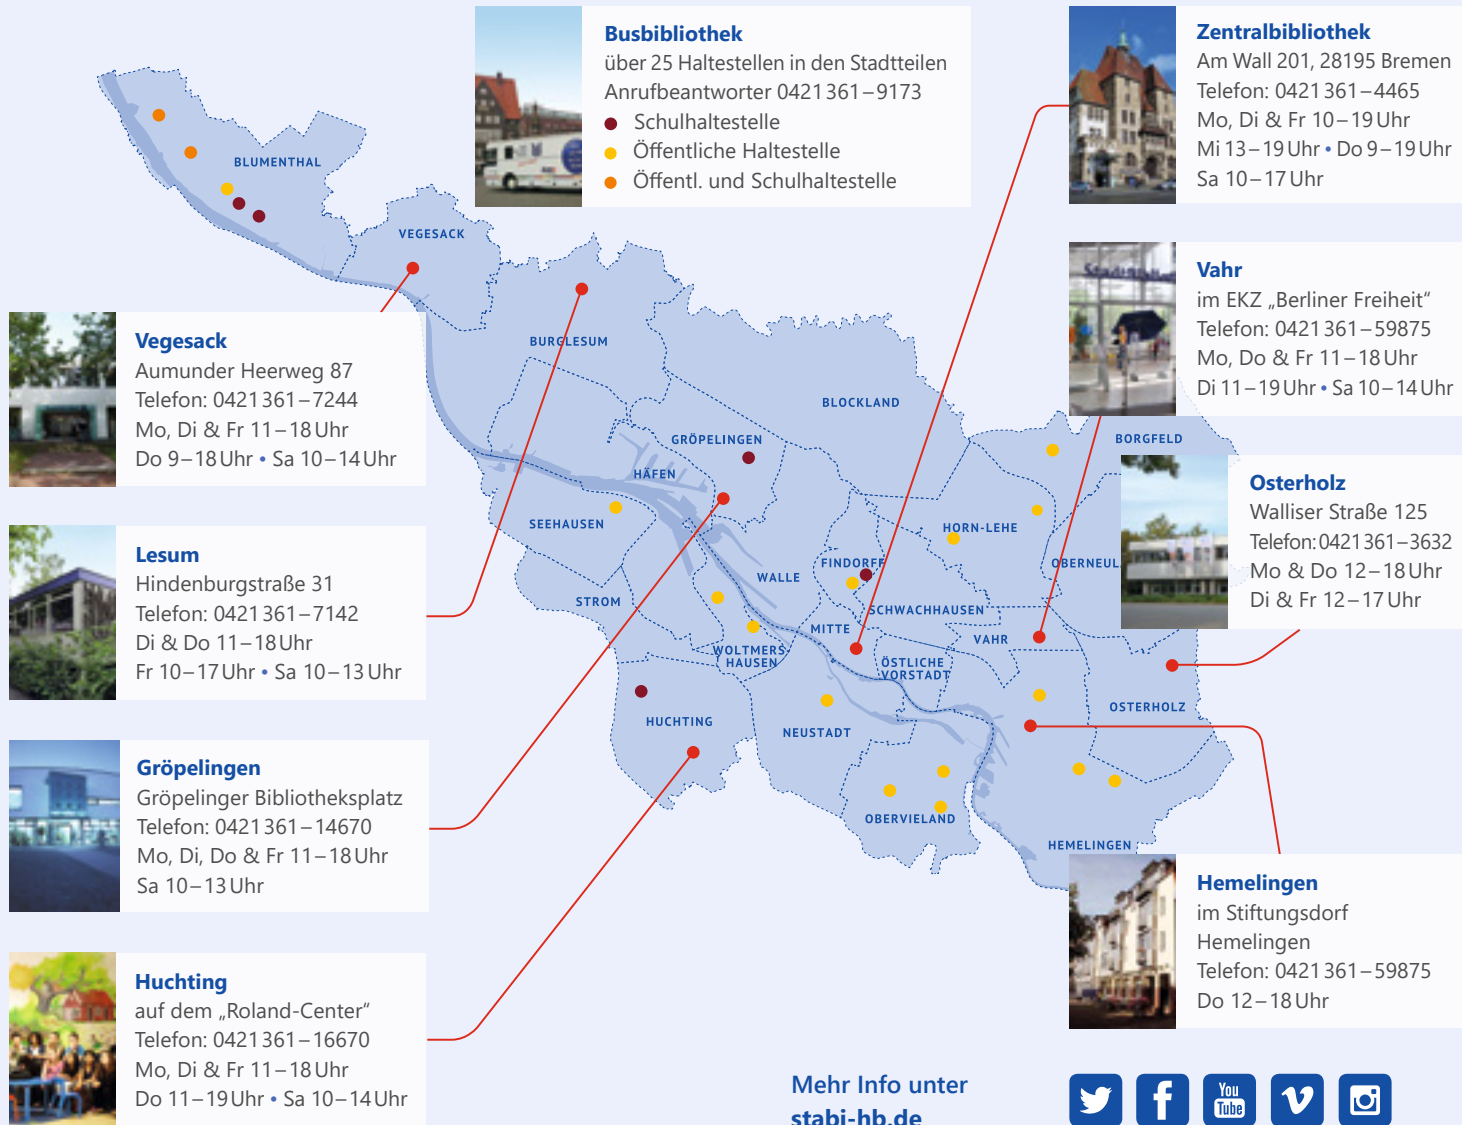 Busbibliothek
über 25 Haltestellen in den Stadtteilen
Anrufbeantworter 0421 361–9173
Schulhaltestelle
Öffentliche Haltestelle
Öffentl. und Schulhaltestelle
Zentralbibliothek
Am Wall 201, 28195 Bremen
Telefon: 0421 361–4465
Mo, Di & Fr 10–19 Uhr
Mi 13–19 Uhr • Do 9–19 Uhr
Sa 10–17 Uhr
Vahr
im EKZ „Berliner Freiheit“
Telefon: 0421 361–59875
Mo, Do & Fr 11–18 Uhr
Di 11–19 Uhr • Sa 10–14 Uhr
Osterholz
Walliser Straße 125
Telefon: 0421 361–3632
Mo & Do 12–18 Uhr
Di & Fr 12–17 Uhr
Hemelingen
im Stiftungsdorf
Hemelingen
Telefon: 0421 361–59875
Do 12–18 Uhr
Vegesack
Aumunder Heerweg 87
Telefon: 0421 361–7244
Mo, Di & Fr 11–18 Uhr
Do 9–18 Uhr • Sa 10–14 Uhr
Lesum
Hindenburgstraße 31
Telefon: 0421 361–7142
Di & Do 11–18 Uhr
Fr 10–17 Uhr • Sa 10–13 Uhr
Gröpelingen
Gröpelinger Bibliotheksplatz
Telefon: 0421 361–14670
Mo, Di, Do & Fr 11–18 Uhr
Sa 10–13 Uhr
Huchting
auf dem „Roland-Center“
Telefon: 0421 361–16670
Mo, Di & Fr 11–18 Uhr
Do 11–19 Uhr • Sa 10–14 Uhr
BLUMENTHAL
VEGESACK
BURGLESUM
BLOCKLAND
GRÖPELINGEN
BORGFELD
HÄFEN
SEEHAUSEN
HORN-LEHE
FINDORFF
OBERNEUL
WALLE
STROM
SCHWACHHAUSEN
MITTE
VAHR
WOLTMERS
HAUSEN
ÖSTLICHE
VORSTADT
OSTERHOLZ
HUCHTING
NEUSTADT
OBERVIELAND
HEMELINGEN
Mehr Info unter
stabi-hb.de
You
Tube